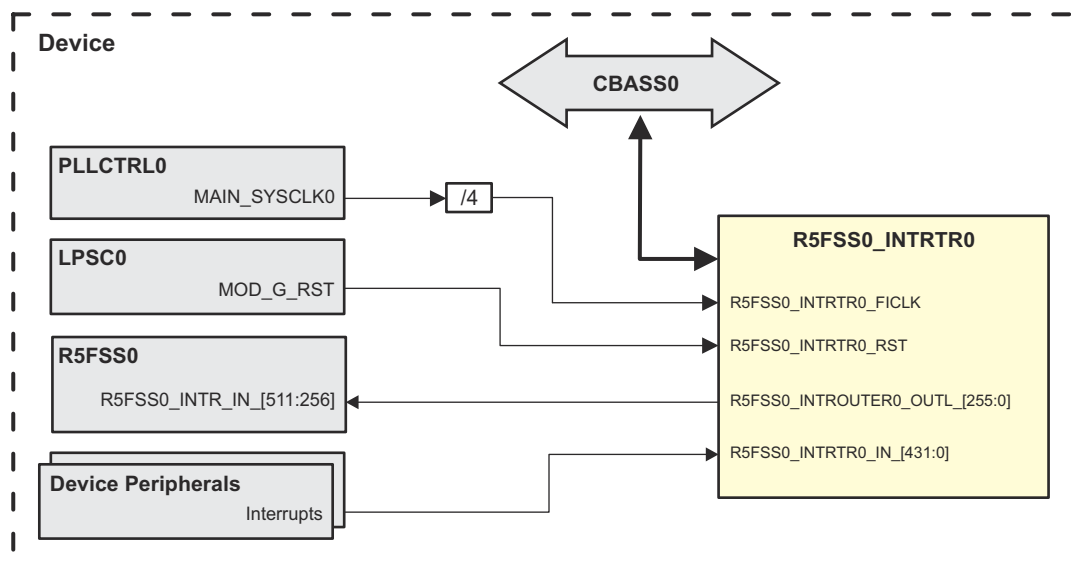 Device
CBASS0
PLLCTRL0
MAIN_SYSCLK0
/4
LPSC0
MOD_G_RST
R5FSS0
R5FSS0_INTR_IN_[511:256]
Device Peripherals
Interrupts
R5FSS0_INTRTR0
R5FSS0_INTRTR0_FICLK
R5FSS0_INTRTR0_RST
R5FSS0_INTROUTER0_OUTL_[255:0]
R5FSS0_INTRTR0_IN_[431:0]